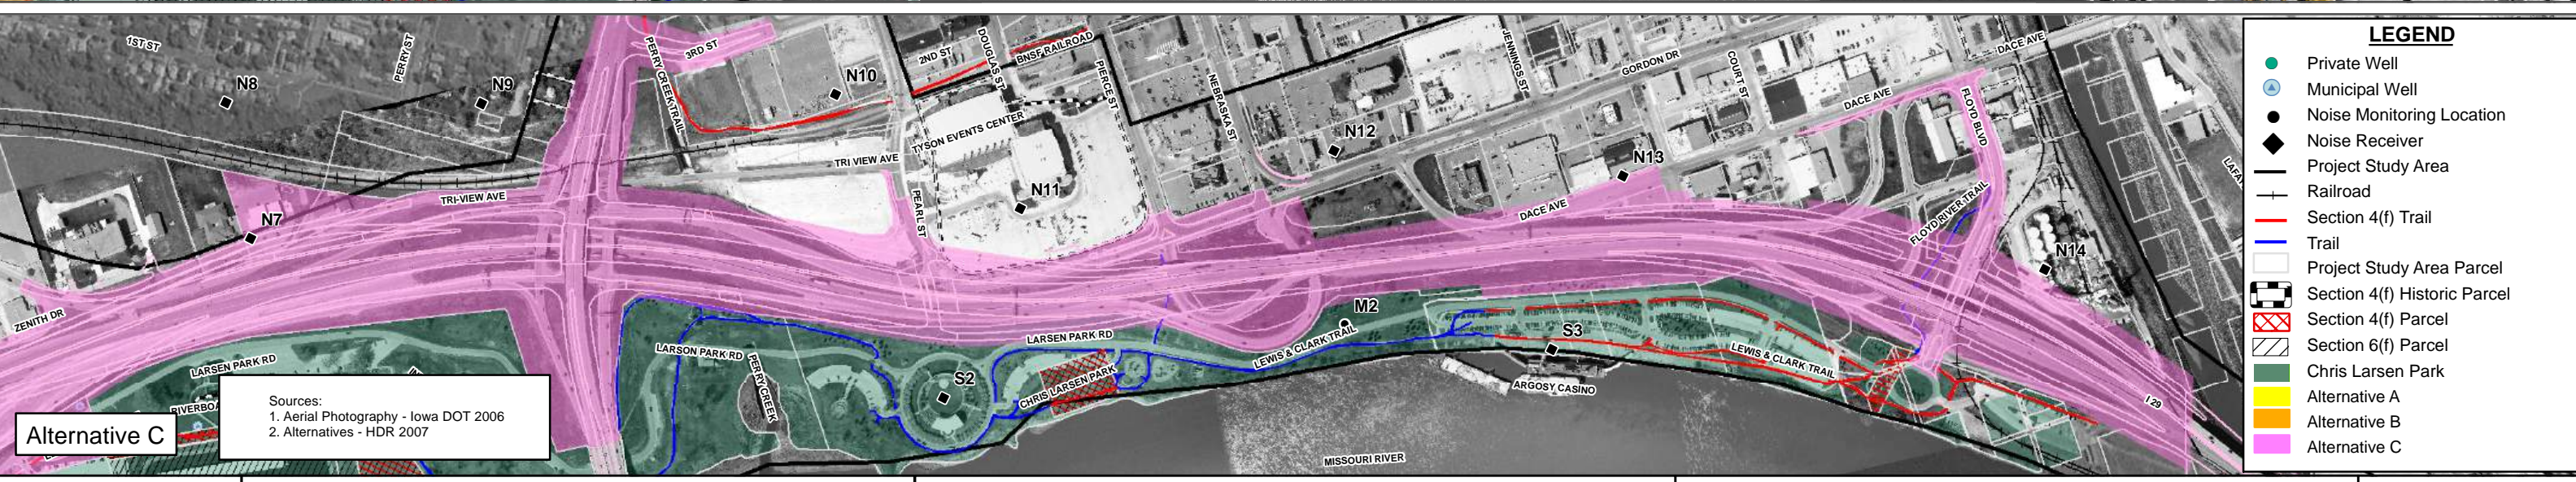 1ST ST
PERRY ST
N8
N9
PERRY CREEK TRAIL
3RD ST
N10
2ND ST
DOUGLAS ST
BNSF RAILROAD
PIERCE ST
TYSON EVENTS CENTER
TRI VIEW AVE
N11
NEBRASKA ST
N12
JENNINGS ST
GORDON DR
COURT ST
N13
DACE AVE
DACE AVE
FLOYD BLVD
DACE AVE
FLOYD RIVER TRAIL
N14
N7
TRI-VIEW AVE
PEARL ST
ZENITH DR
LARSEN PARK RD
LARSON PARK RD
PERRY CREEK
S2
LARSEN PARK RD
CHRIS LARSEN PARK
LEWIS & CLARK TRAIL
M2
S3
LEWIS & CLARK TRAIL
ARGOSY CASINO
MISSOURI RIVER
I 29
Alternative C
Sources:
1. Aerial Photography - Iowa DOT 2006
2. Alternatives - HDR 2007
LEGEND
Private Well
Municipal Well
Noise Monitoring Location
Noise Receiver
Project Study Area
Railroad
Section 4(f) Trail
Trail
Project Study Area Parcel
Section 4(f) Historic Parcel
Section 4(f) Parcel
Section 6(f) Parcel
Chris Larsen Park
Alternative A
Alternative B
Alternative C